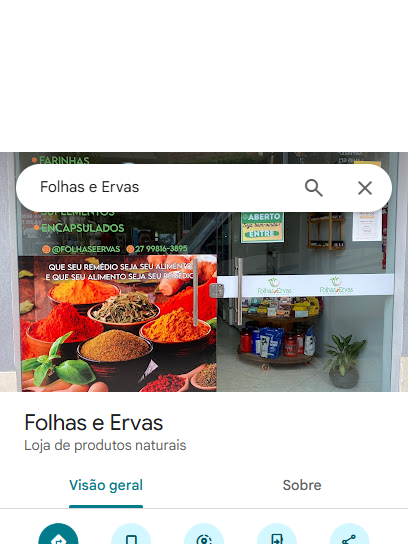 FARINHAS
Folhas e Ervas
SUPLEMENTOS
ENCAPSULADOS
@FOLHASEERVAS 27 99816-3895
ABERTO
ENTRE
QUE SEU REMÉDIO SEJA SEU ALIMENTO
E QUE SEU ALIMENTO SEJA SEU REMÉDIO
Folhas e Ervas
Folhas e Ervas
Folhas e Ervas
Loja de produtos naturais
Visão geral
Sobre